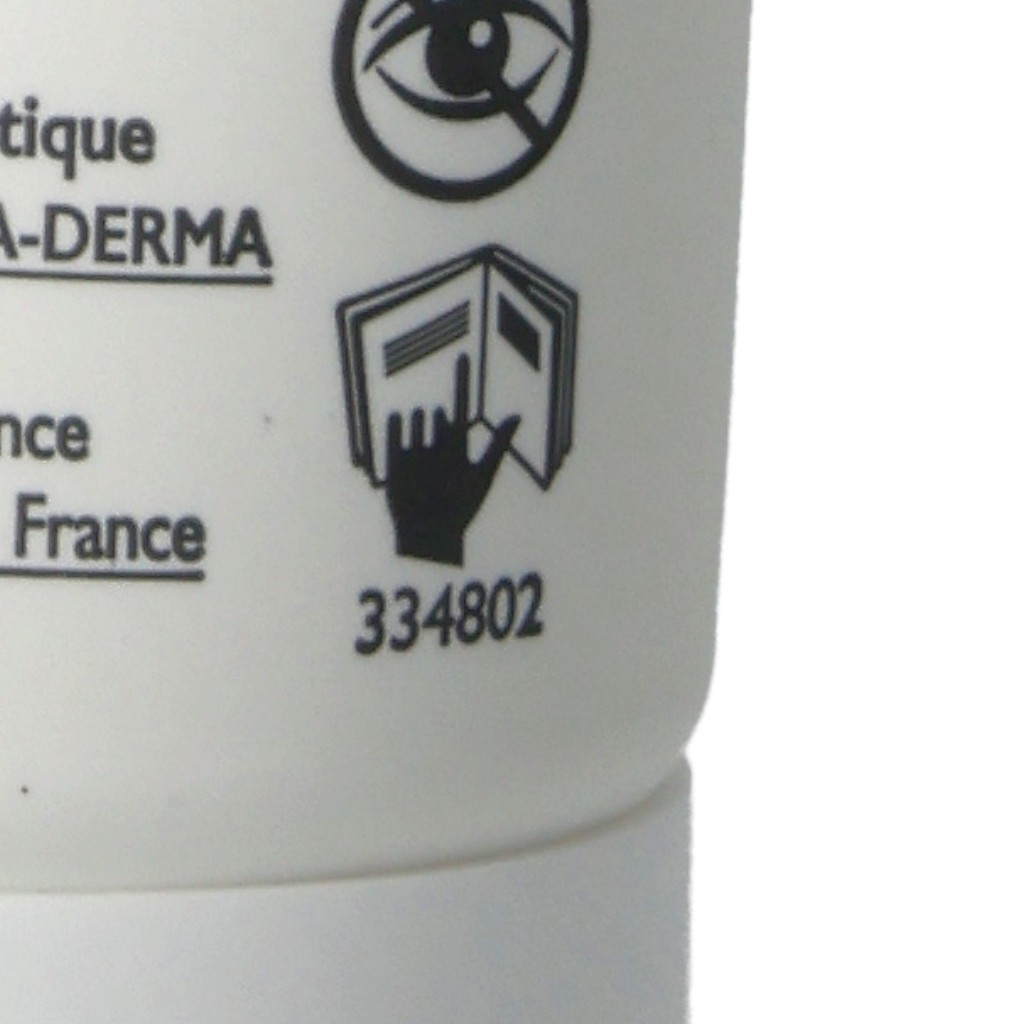 tique
A-DERMA
nce
France
334802